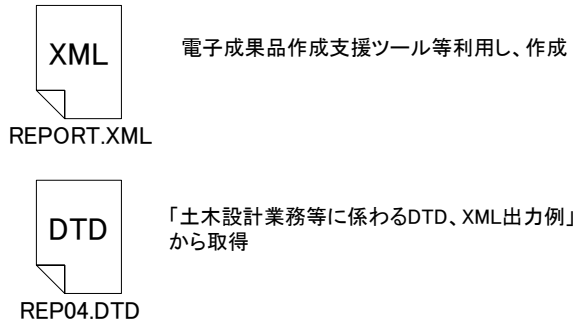 XML
電子成果品作成支援ツール等利用し、作成
REPORT.XML
DTD
「土木設計業務等に係わるDTD、XML出力例」
から取得
REP04.DTD